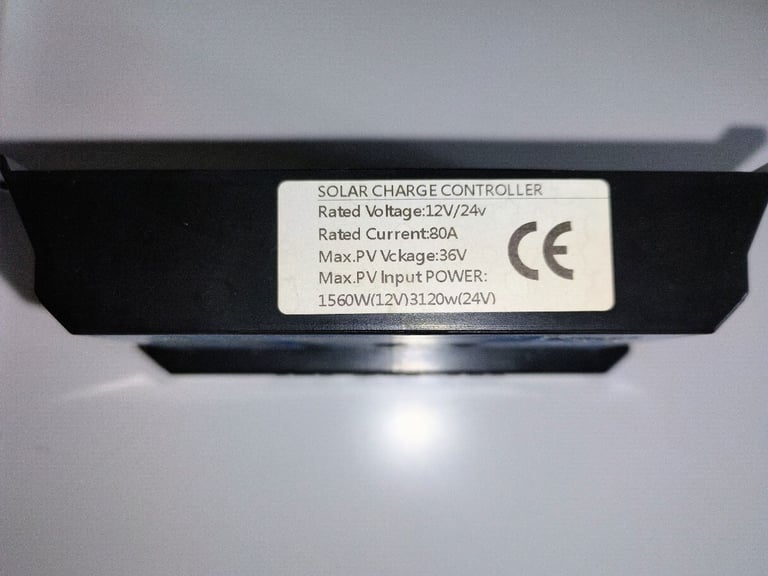 SOLAR CHARGE CONTROLLER
Rated Voltage:12V/24v
Rated Current:80A
Max.PV Vckage:36V
Max.PV Input POWER:
1560W(12V)3120w(24V)
CE